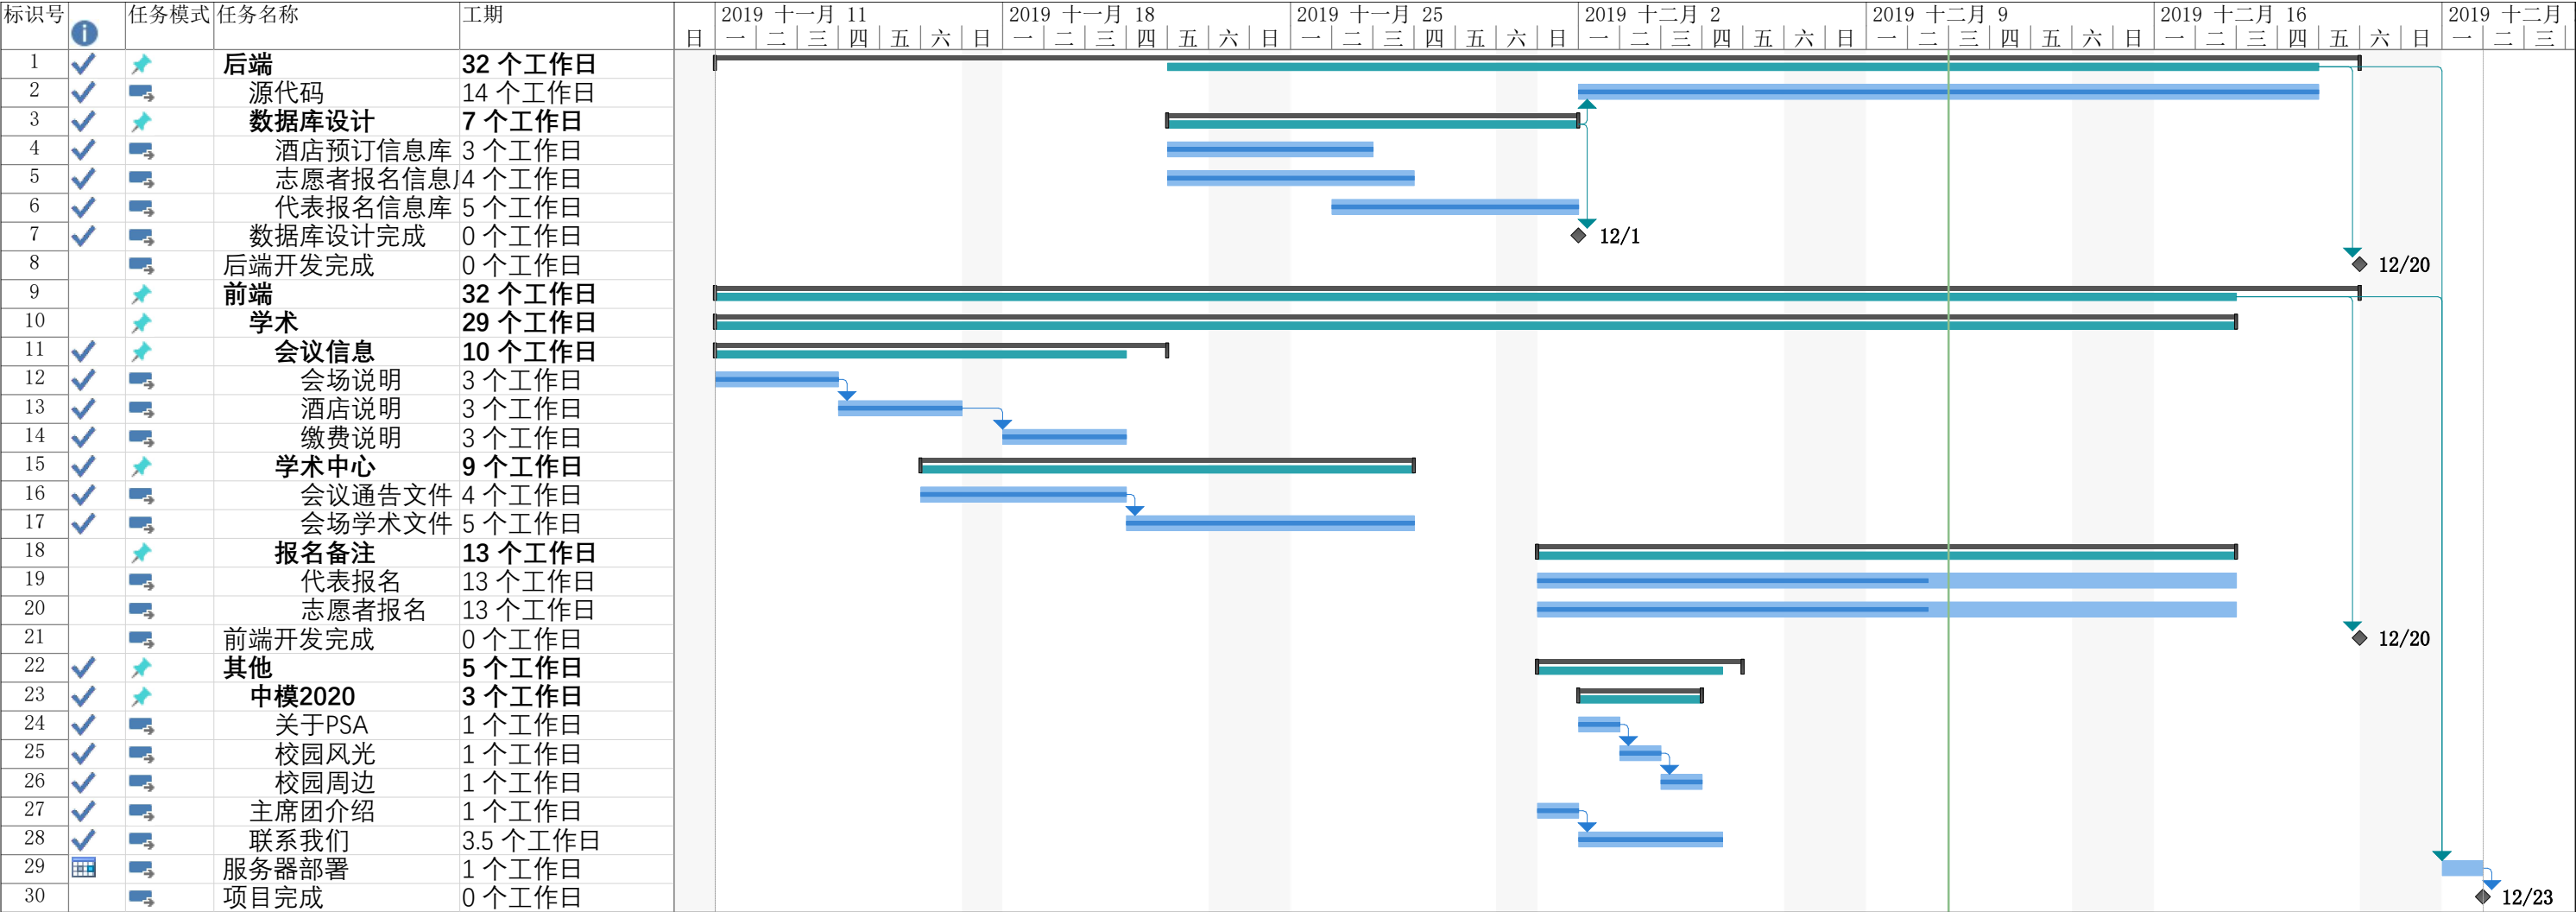 标识号 任务模式 任务名称 工期 2019 十一月 11 2019 十一月 18 2019 十一月 25 2019 十二月 2 2019 十二月 9 2019 十二月 16 2019 十二月
日 一 二 三 四 五 六 日 一 二 三 四 五 六 日 一 二 三 四 五 六 日 一 二 三 四 五 六 日 一 二 三 四 五 六 日 一 二 三 四 五 六 日 一 二 三
1 后端 32 个工作日
2 源代码 14 个工作日
3 数据库设计 7 个工作日
4 酒店预订信息库 3 个工作日
5 志愿者报名信息 4 个工作日
6 代表报名信息库 5 个工作日
7 数据库设计完成 0 个工作日 12/1
8 后端开发完成 0 个工作日 12/20
9 前端 32 个工作日
10 学术 29 个工作日
11 会议信息 10 个工作日
12 会场说明 3 个工作日
13 酒店说明 3 个工作日
14 缴费说明 3 个工作日
15 学术中心 9 个工作日
16 会议通告文件 4 个工作日
17 会场学术文件 5 个工作日
18 报名备注 13 个工作日
19 代表报名 13 个工作日
20 志愿者报名 13 个工作日
21 前端开发完成 0 个工作日 12/20
22 其他 5 个工作日
23 中模2020 3 个工作日
24 关于PSA 1 个工作日
25 校园风光 1 个工作日
26 校园周边 1 个工作日
27 主席团介绍 1 个工作日
28 联系我们 3.5 个工作日
29 服务器部署 1 个工作日
30 项目完成 0 个工作日 12/23